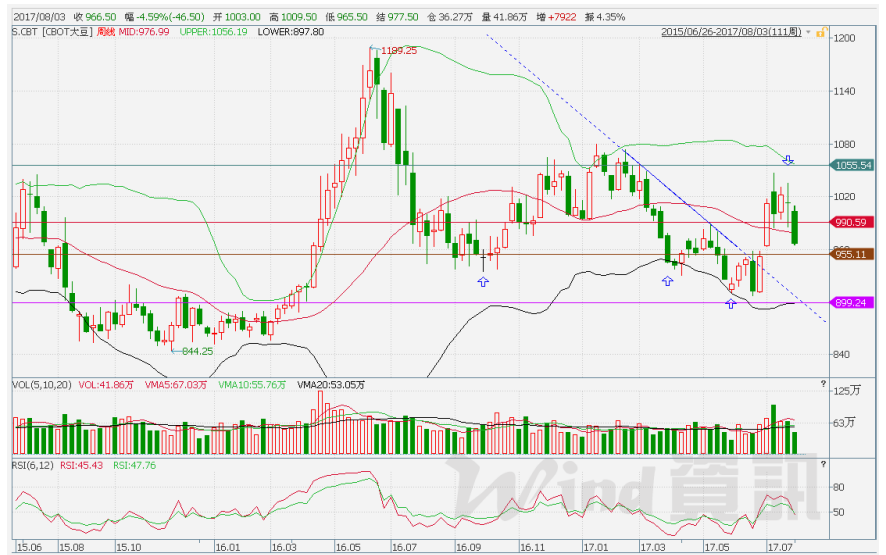 2017/08/03 收 966.50 幅 -4.59%(-46.50) 开 1003.00 高 1009.50 低 965.50 结 977.50 仓 36.27万 量 41.86万 增 +7922 振 4.35%
S.CBT [CBOT大豆] 周线 MID:976.99 UPPER:1056.19 LOWER:897.80 2015/06/26-2017/08/03(111周)
1200
1189.25
1140
1080
1055.54
1020
990.59
960
955.11
899.24
844.25
840
VOL(5,10,20) VOL:41.86万 VMA5:67.03万 VMA10:55.76万 VMA20:53.05万 ?
125万
63万
RSI(6,12) RSI:45.43 RSI:47.76 ?
Wind 資訊
80
50
15.06 15.08 15.10 16.01 16.03 16.05 16.07 16.09 16.11 17.01 17.03 17.05 17.07